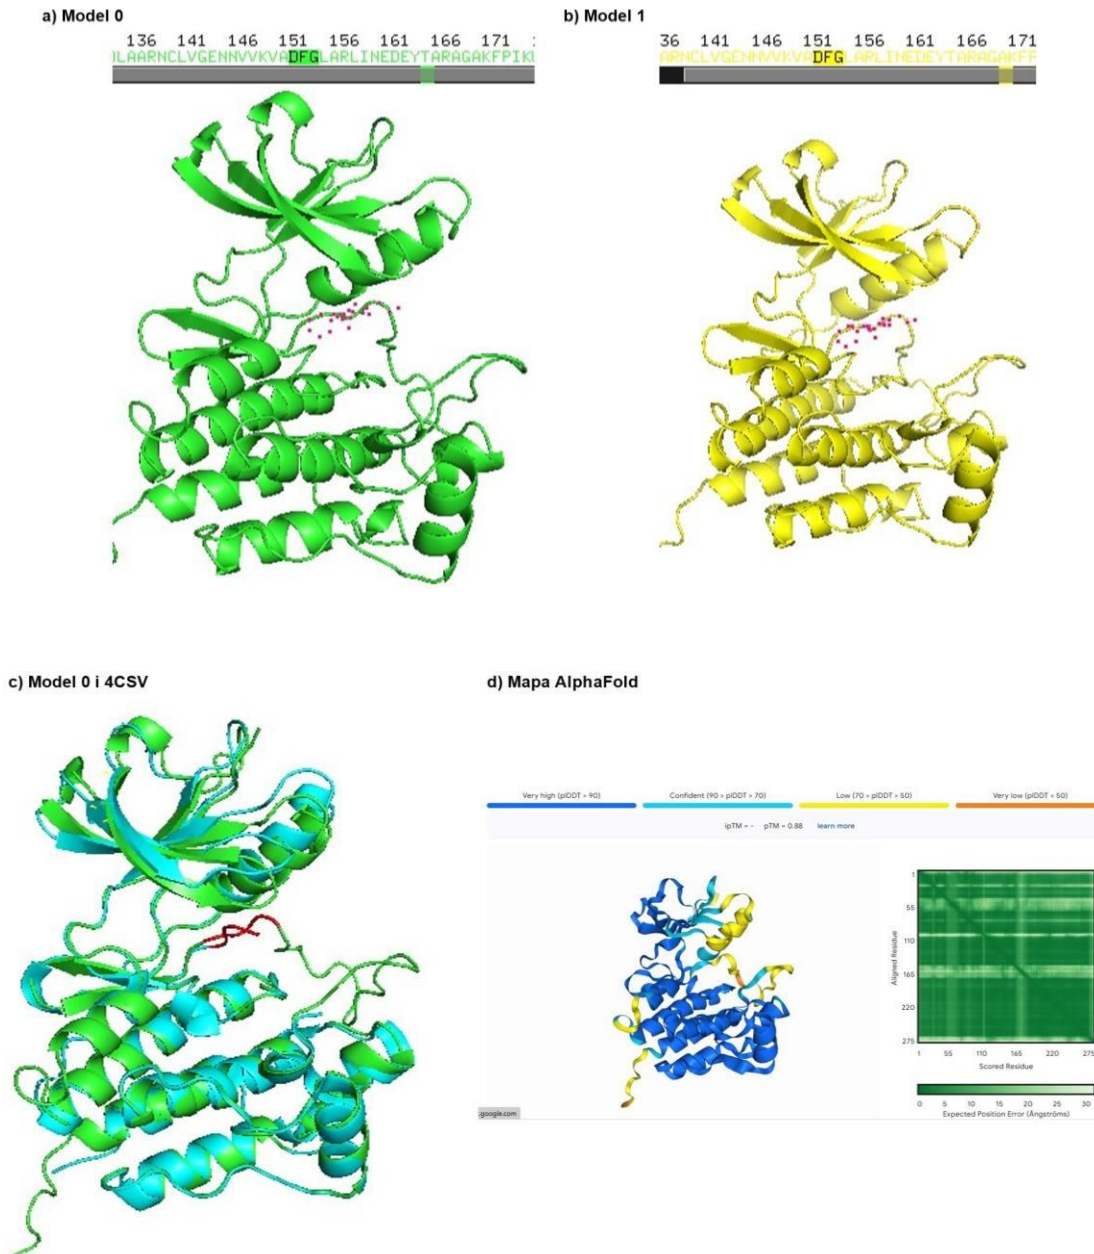 a) Model 0
b) Model 1
136 141 146 151 156 161 166 171
LAARNCLVGENNVVKVADFGLARLINEDEYTARAGAKFPIK
36 141 146 151 156 161 166 171
ARNCLVGENNVVKVADFGLARLINEDEYTARAGAKF
c) Model 0 i 4CSV
d) Mapa AlphaFold
Very high (plDDT > 90)
Confident (90 > plDDT > 70)
Low (70 > plDDT > 50)
Very low (plDDT < 50)
ipTM = - pTM = 0.88 learn more
1
55
110
165
220
275
Aligned Residue
1 55 110 165 220 275
Scored Residue
0 5 10 15 20 25 30
Expected Position Error (Ångströms)
.google.com